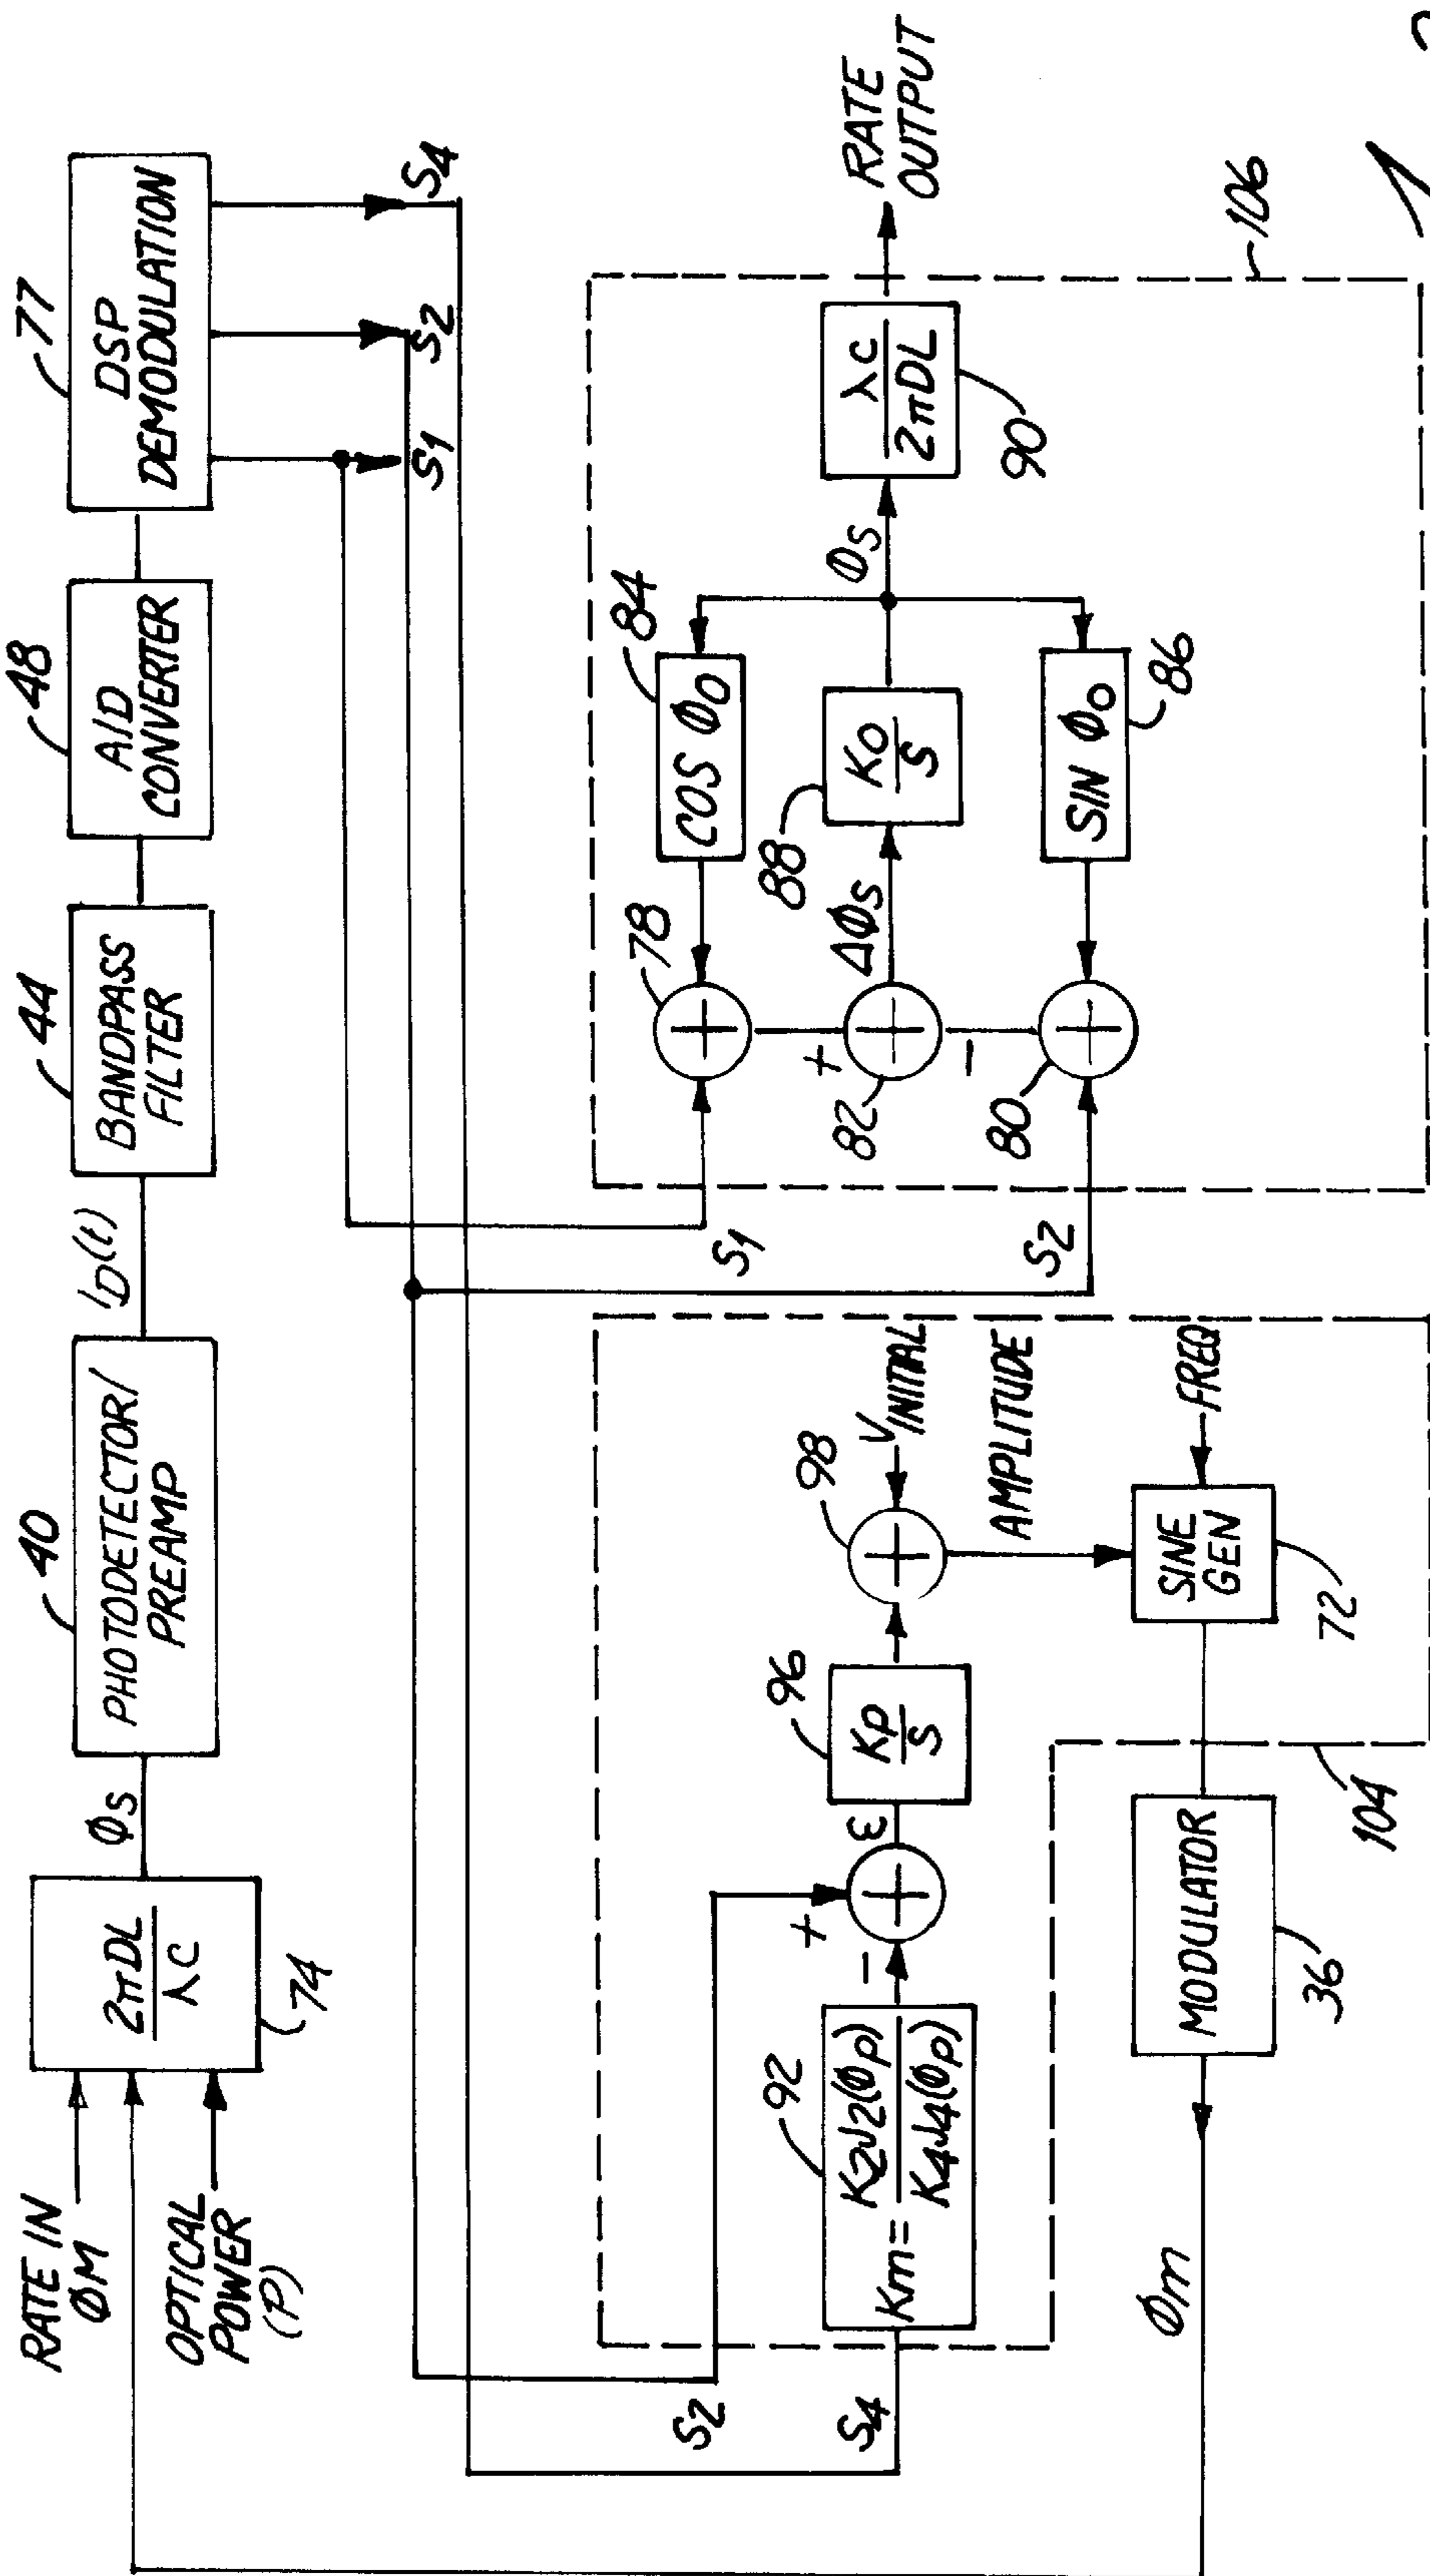 RATE IN
ΦM
OPTICAL
POWER
(P)
2πDL
λC
74
ΦS
40
PHOTODETECTOR/
PREAMP
ID(t)
44
BANDPASS
FILTER
48
A/D
CONVERTER
77
DSP
DEMODULATION
S1
S2
S4
S2
S4
92
Km = K2J2(ΦP)
K4J4(ΦP)
+
−
ε
96
KP
S
98
VINITIAL
AMPLITUDE
FREQ
SINE
GEN
72
MODULATOR
36
104
Φm
S1
S2
78
COS ΦO
84
+
82
−
ΔΦS
88
KO
S
ΦS
80
SIN ΦO
86
λC
2πDL
90
RATE
OUTPUT
106